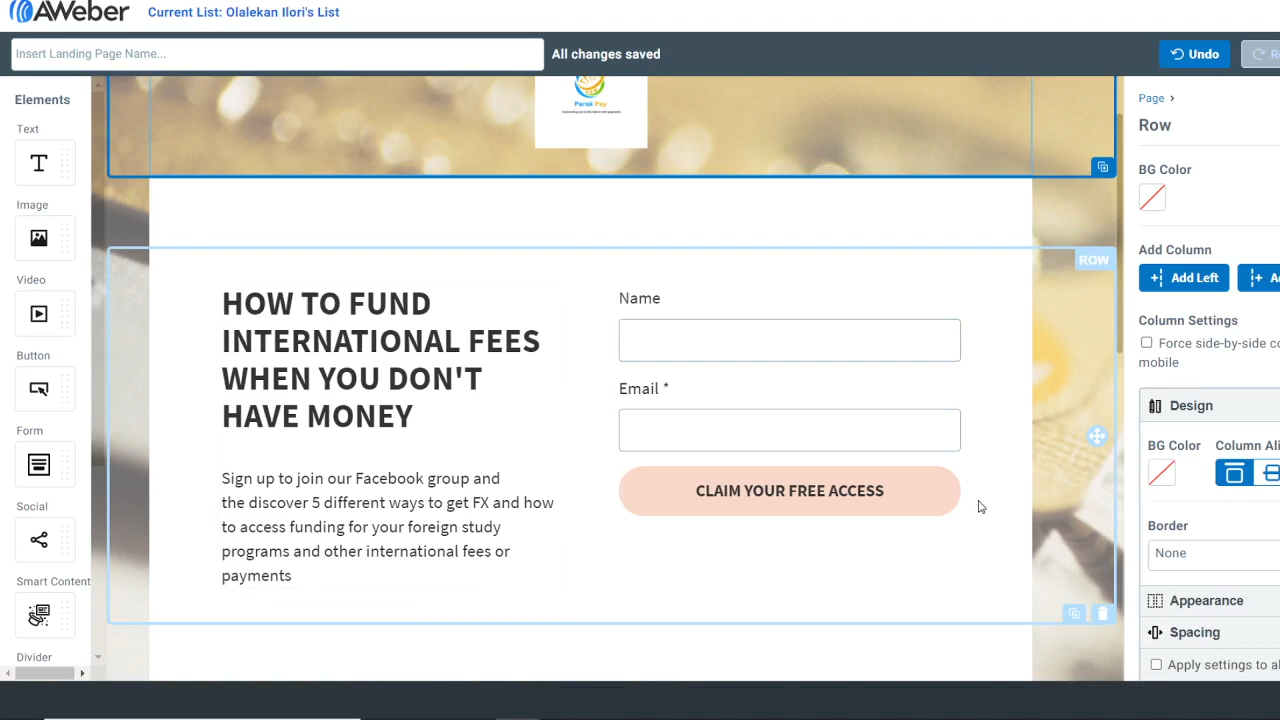 AWeber
Current List: Olalekan Ilori's List
Insert Landing Page Name...
All changes saved
Undo
Elements
Text
Image
Video
Button
Form
Social
Smart Content
Divider
Parak Pay
ROW
HOW TO FUND
INTERNATIONAL FEES
WHEN YOU DON'T
HAVE MONEY
Sign up to join our Facebook group and
the discover 5 different ways to get FX and how
to access funding for your foreign study
programs and other international fees or
payments
Name
Email *
CLAIM YOUR FREE ACCESS
Page
Row
BG Color
Add Column
Add Left
Column Settings
Force side-by-side
mobile
Design
BG Color
Column
Border
None
Appearance
Spacing
Apply settings to